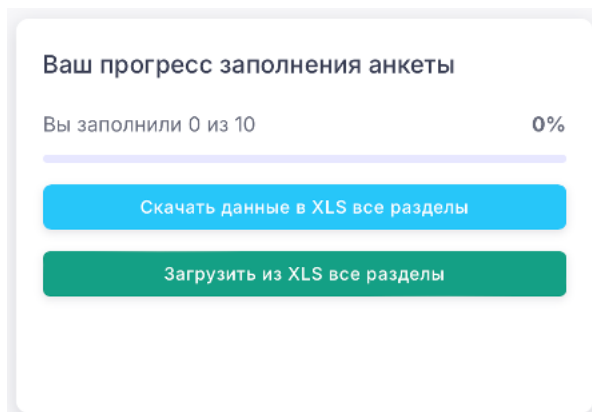 Ваш прогресс заполнения анкеты
Вы заполнили 0 из 10 0%
Скачать данные в XLS все разделы
Загрузить из XLS все разделы